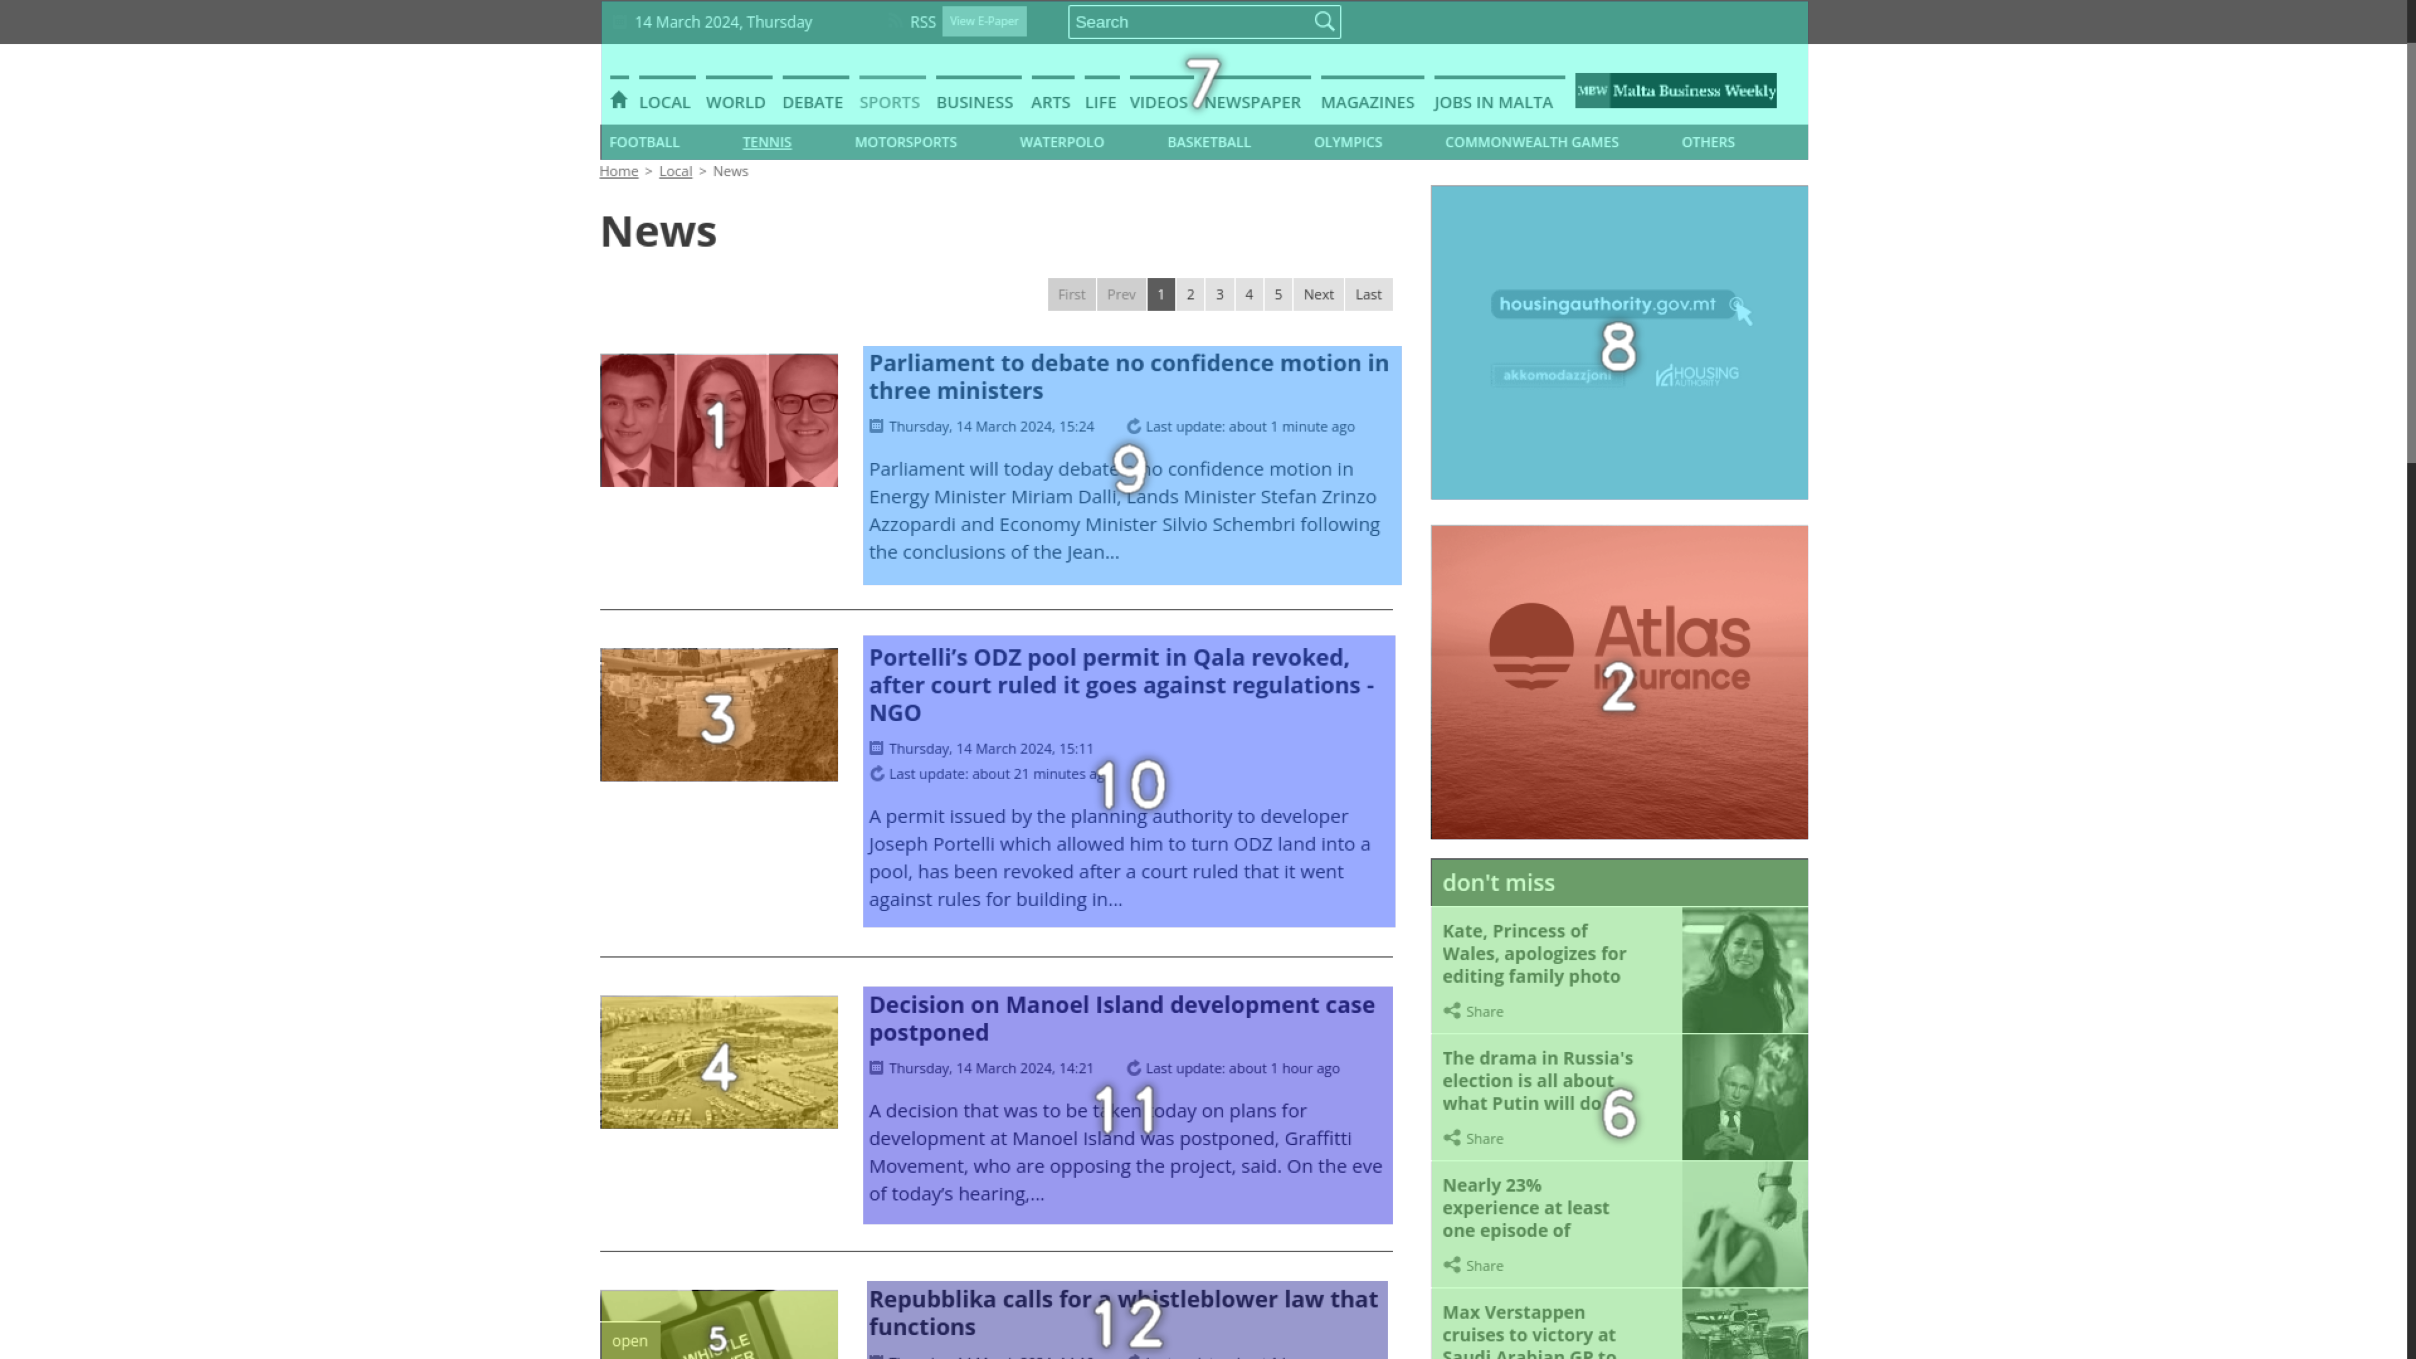 14 March 2024, Thursday
RSS
View E-Paper
Search
7
LOCAL WORLD DEBATE SPORTS BUSINESS ARTS LIFE VIDEOS NEWSPAPER MAGAZINES JOBS IN MALTA
MBW Malta Business Weekly
FOOTBALL TENNIS MOTORSPORTS WATERPOLO BASKETBALL OLYMPICS COMMONWEALTH GAMES OTHERS
Home > Local > News
News
First Prev 1 2 3 4 5 Next Last
1
Parliament to debate no confidence motion in
three ministers
Thursday, 14 March 2024, 15:24 Last update: about 1 minute ago
9
Parliament will today debate no confidence motion in
Energy Minister Miriam Dalli, Lands Minister Stefan Zrinzo
Azzopardi and Economy Minister Silvio Schembri following
the conclusions of the Jean...
3
Portelli’s ODZ pool permit in Qala revoked,
after court ruled it goes against regulations -
NGO
Thursday, 14 March 2024, 15:11
Last update: about 21 minutes ago
10
A permit issued by the planning authority to developer
Joseph Portelli which allowed him to turn ODZ land into a
pool, has been revoked after a court ruled that it went
against rules for building in...
4
Decision on Manoel Island development case
postponed
Thursday, 14 March 2024, 14:21 Last update: about 1 hour ago
11
A decision that was to be taken today on plans for
development at Manoel Island was postponed, Graffitti
Movement, who are opposing the project, said. On the eve
of today’s hearing,...
5
open
Repubblika calls for a whistleblower law that
functions
12
housingauthority.gov.mt
8
akkomodazzjoni
HOUSING
AUTHORITY
Atlas
Insurance
2
don't miss
Kate, Princess of
Wales, apologizes for
editing family photo
Share
The drama in Russia's
election is all about
what Putin will do
6
Share
Nearly 23%
experience at least
one episode of
Share
Max Verstappen
cruises to victory at
Saudi Arabian GP to